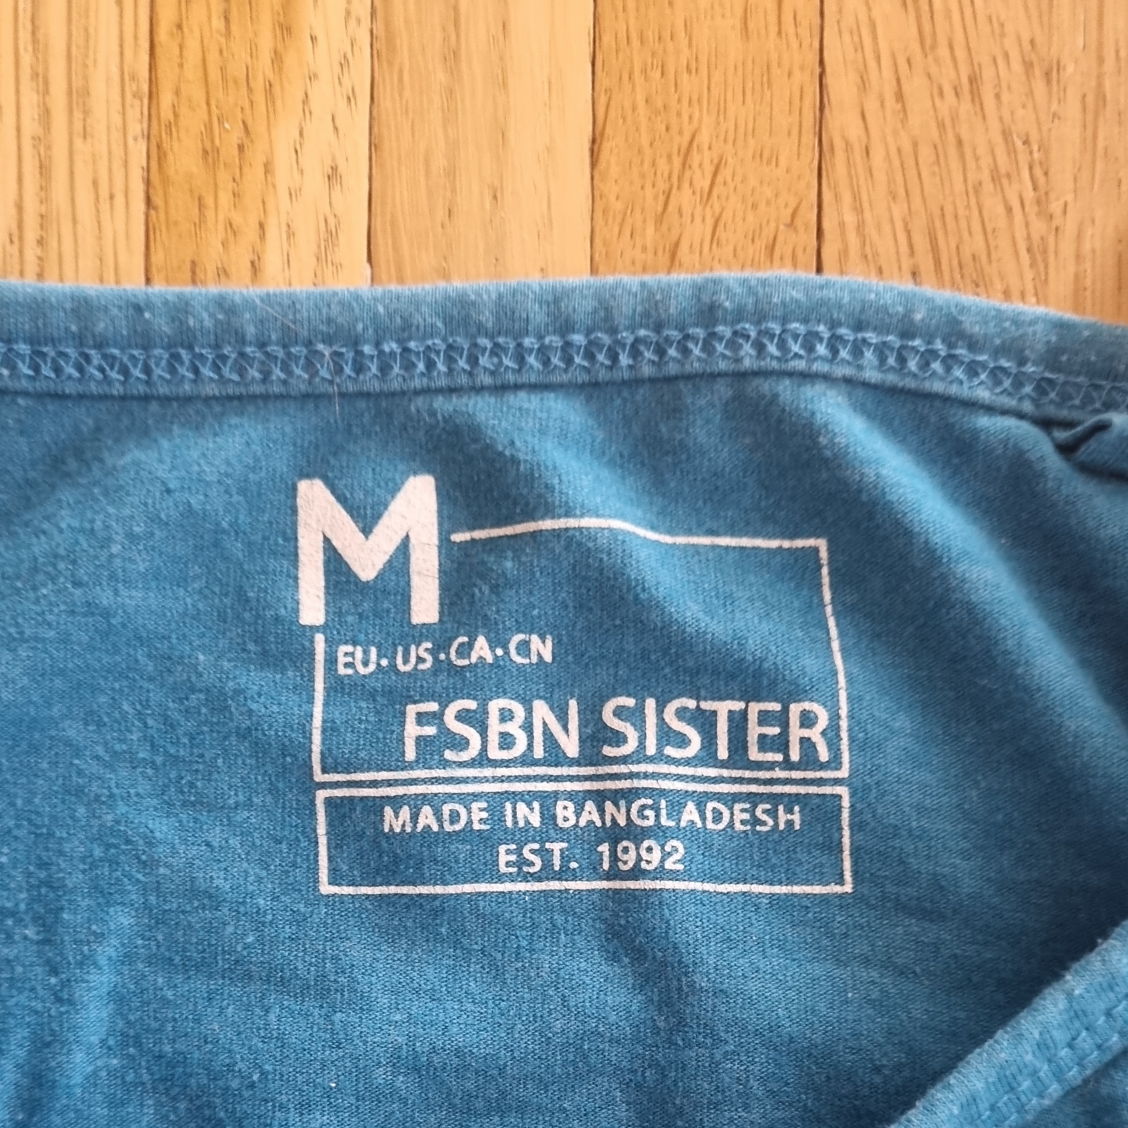 M
EU·US·CA·CN
FSBN SISTER
MADE IN BANGLADESH
EST. 1992